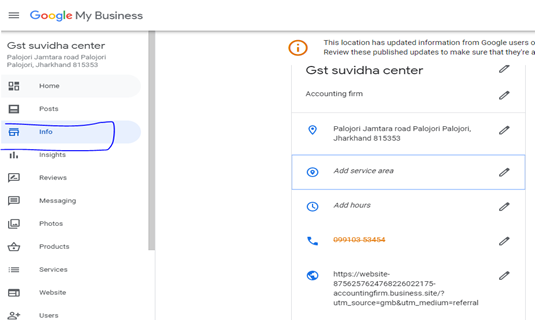 Google My Business
Gst suvidha center
Palojori Jamtara road Palojori
Palojori, Jharkhand 815353
Home
Posts
Info
Insights
Reviews
Messaging
Photos
Products
Services
Website
Users
This location has updated information from Google users o
Review these published updates to make sure that they're a
Gst suvidha center
Accounting firm
Palojori Jamtara road Palojori Palojori,
Jharkhand 815353
Add service area
Add hours
099103 53454
https://website-
8756257624768226022175-
accountingfirm.business.site/?
utm_source=gmb&utm_medium=referral